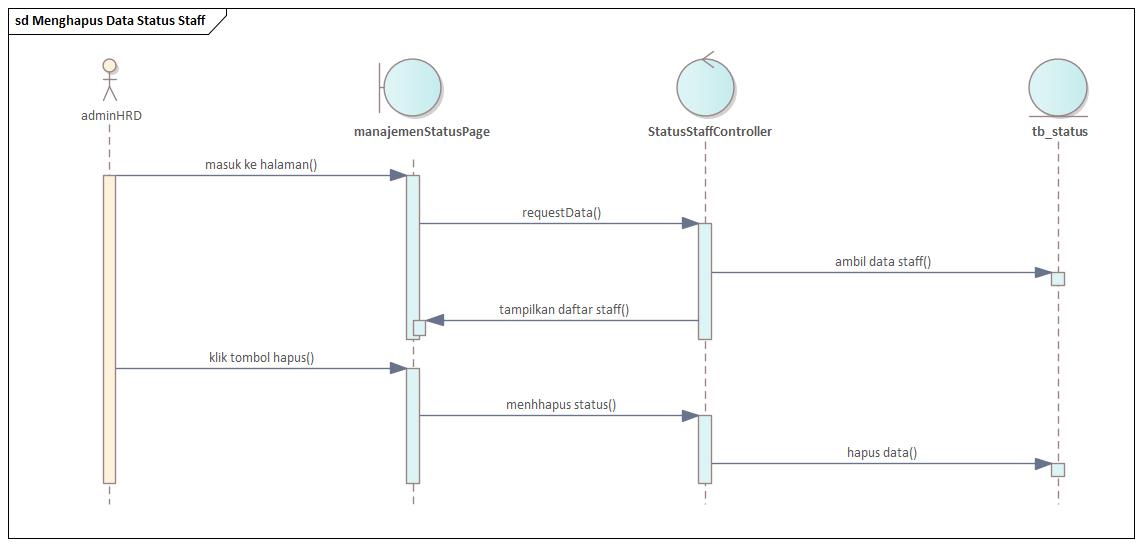 sd Menghapus Data Status Staff
adminHRD
manajemenStatusPage
StatusStaffController
tb_status
masuk ke halaman()
requestData()
ambil data staff()
tampilkan daftar staff()
klik tombol hapus()
menhhapus status()
hapus data()